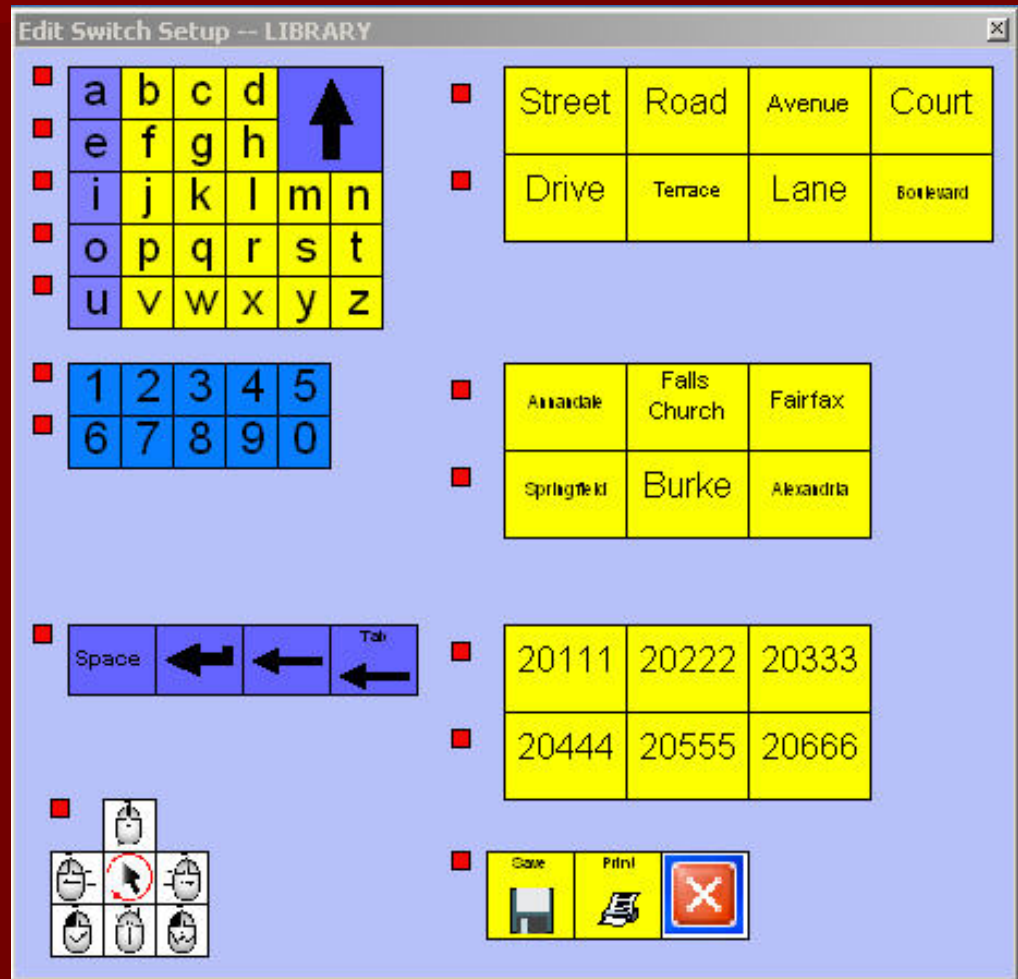 Edit Switch Setup -- LIBRARY
a b c d
e f g h
i j k l m n
o p q r s t
u v w x y z
1 2 3 4 5
6 7 8 9 0
Space
Tab
Street Road Avenue Court
Drive Terrace Lane Boulevard
Annandale Falls Church Fairfax
Springfield Burke Alexandria
20111 20222 20333
20444 20555 20666
Save Print